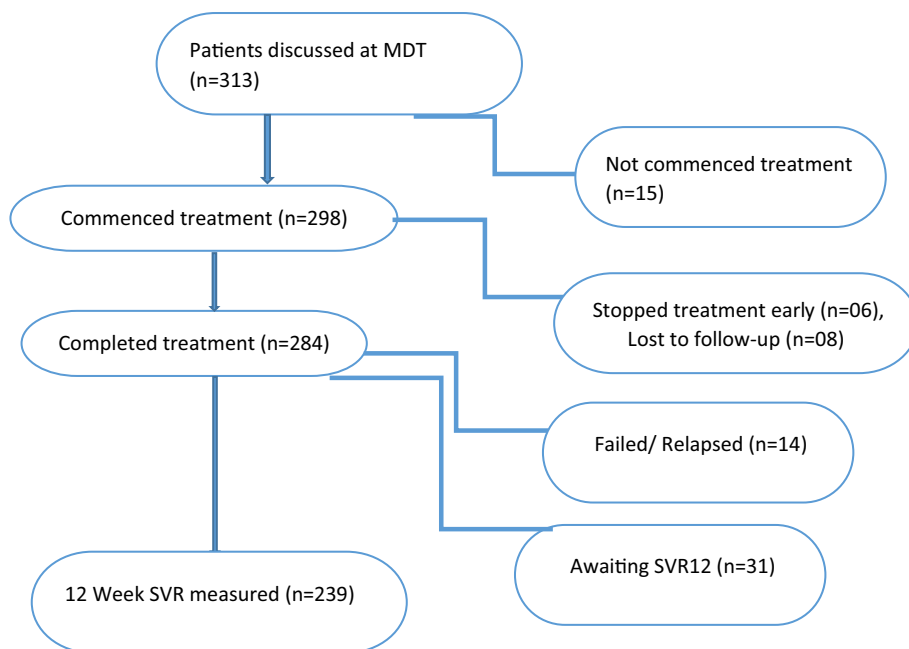 Patients discussed at MDT
(n=313)
Not commenced treatment
(n=15)
Commenced treatment (n=298)
Stopped treatment early (n=06),
Lost to follow-up (n=08)
Completed treatment (n=284)
Failed/ Relapsed (n=14)
Awaiting SVR12 (n=31)
12 Week SVR measured (n=239)